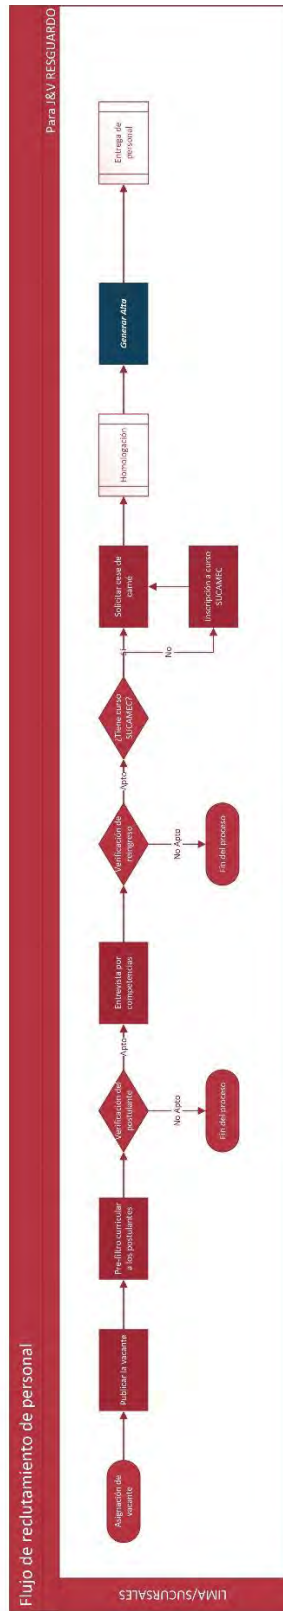 Flujo de reclutamiento de personal
Para J&V RESGUARDO
LIMA/SUCURSALES
Asignación de
vacante
Publicar la vacante
Pre-filtro curricular
a los postulantes
Verificación del
postulante
No Apto
Fin del proceso
Apto
Entrevista por
competencias
Verificación de
reingreso
No Apto
Fin del proceso
Apto
¿Tiene curso
SUCAMEC?
Sí
No
Inscripción a curso
SUCAMEC
Solicitar cese de
carné
Homologación
Generar Alta
Entrega de
personal